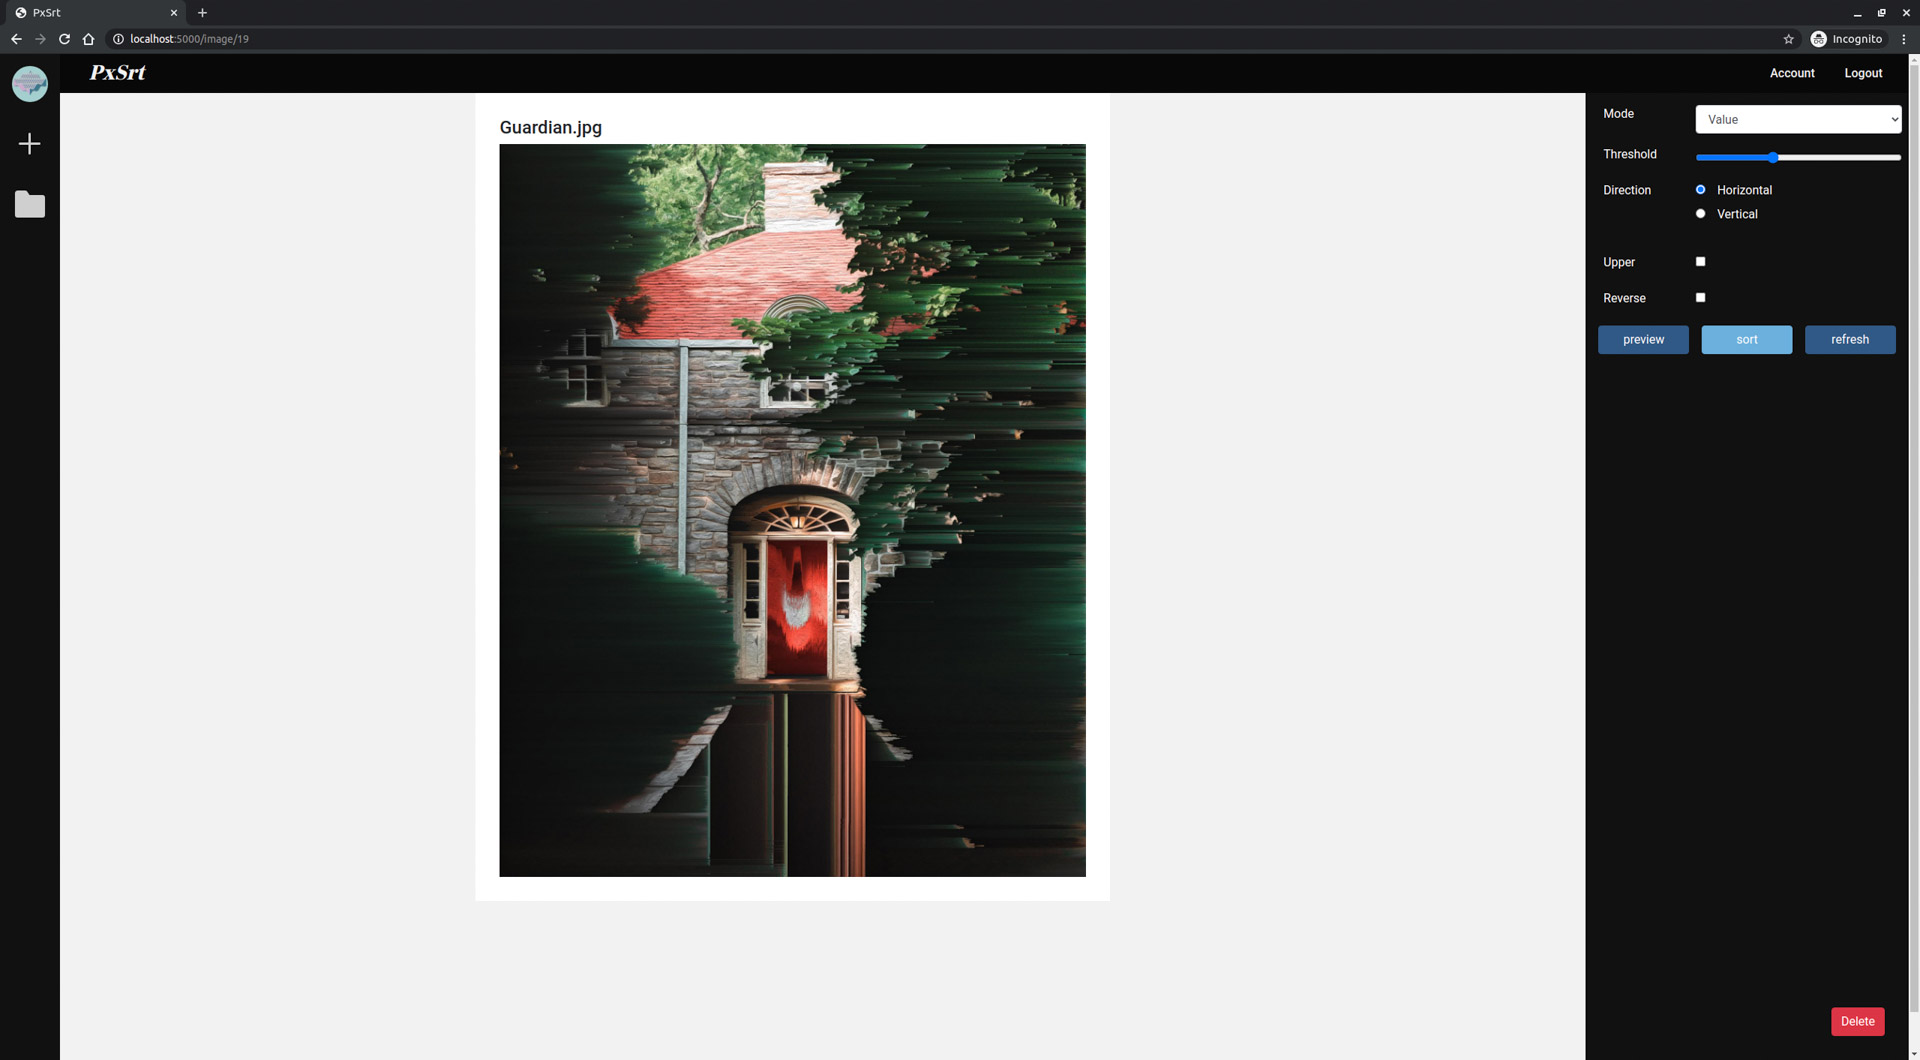 PxSrt
localhost:5000/image/19
Incognito
PxSrt
Account
Logout
Guardian.jpg
Mode
Value
Threshold
Direction
Horizontal
Vertical
Upper
Reverse
preview
sort
refresh
Delete